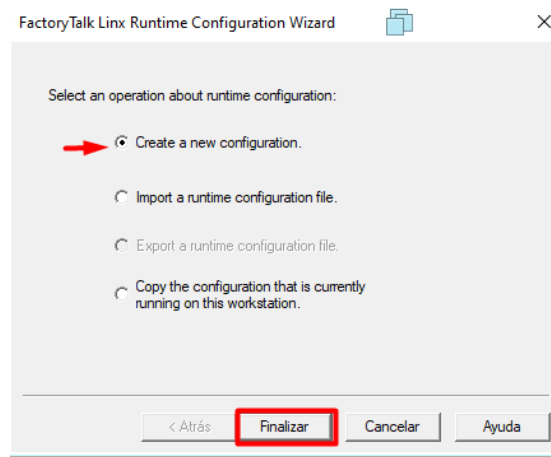 FactoryTalk Linx Runtime Configuration Wizard
Select an operation about runtime configuration:
Create a new configuration.
Import a runtime configuration file.
Export a runtime configuration file.
Copy the configuration that is currently
running on this workstation.
< Atrás Finalizar Cancelar Ayuda